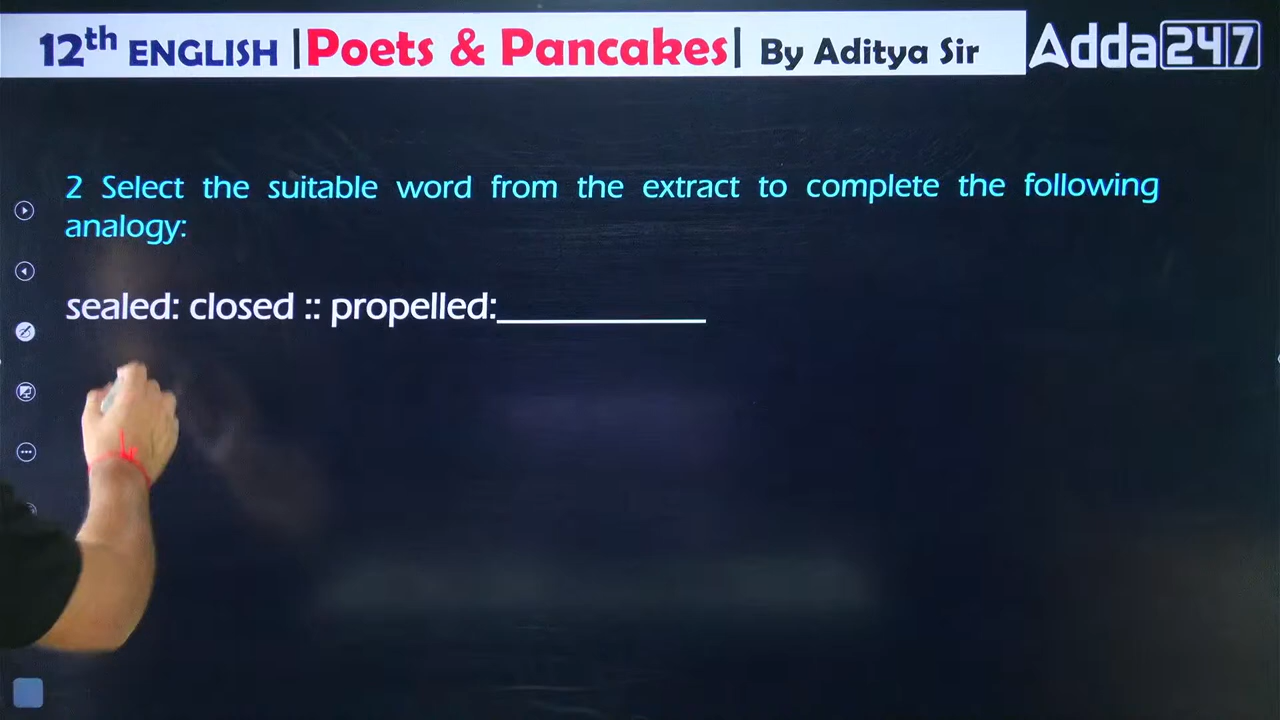 12th ENGLISH |Poets & Pancakes| By Aditya Sir Adda247
2 Select the suitable word from the extract to complete the following
analogy:
sealed: closed :: propelled:____________